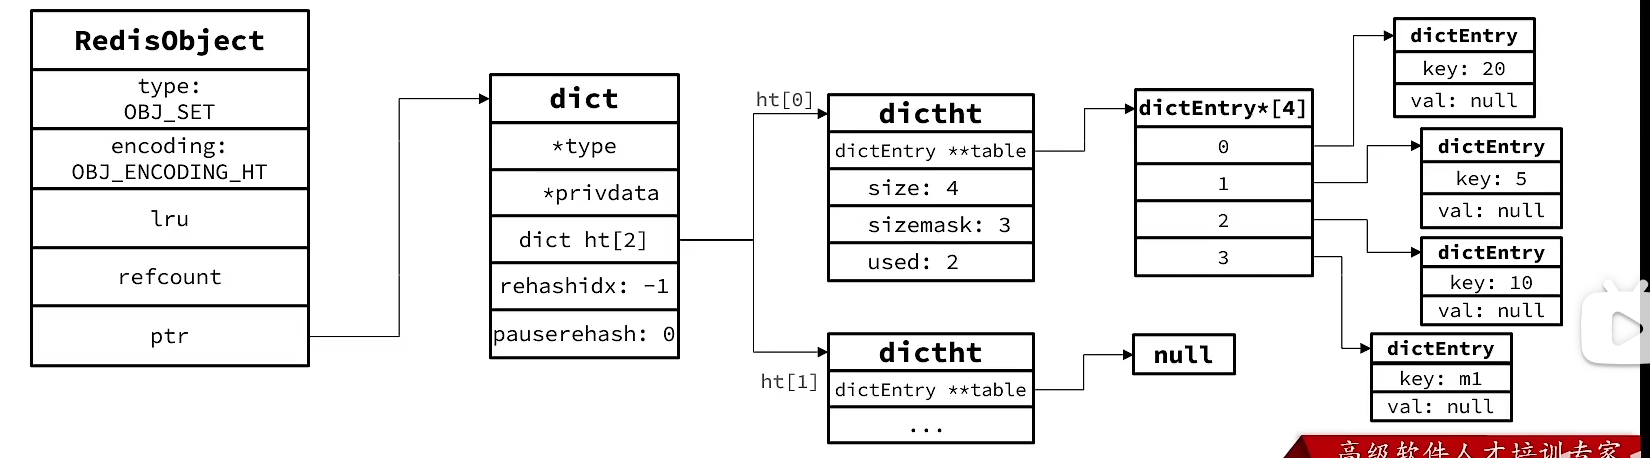 RedisObject
type:
OBJ_SET
encoding:
OBJ_ENCODING_HT
lru
refcount
ptr
dict
*type
*privdata
dict ht[2]
rehashidx: -1
pauserehash: 0
ht[0]
dictht
dictEntry **table
size: 4
sizemask: 3
used: 2
ht[1]
dictht
dictEntry **table
...
dictEntry*[4]
0
1
2
3
null
dictEntry
key: 20
val: null
dictEntry
key: 5
val: null
dictEntry
key: 10
val: null
dictEntry
key: m1
val: null
高级软件人才培训专家